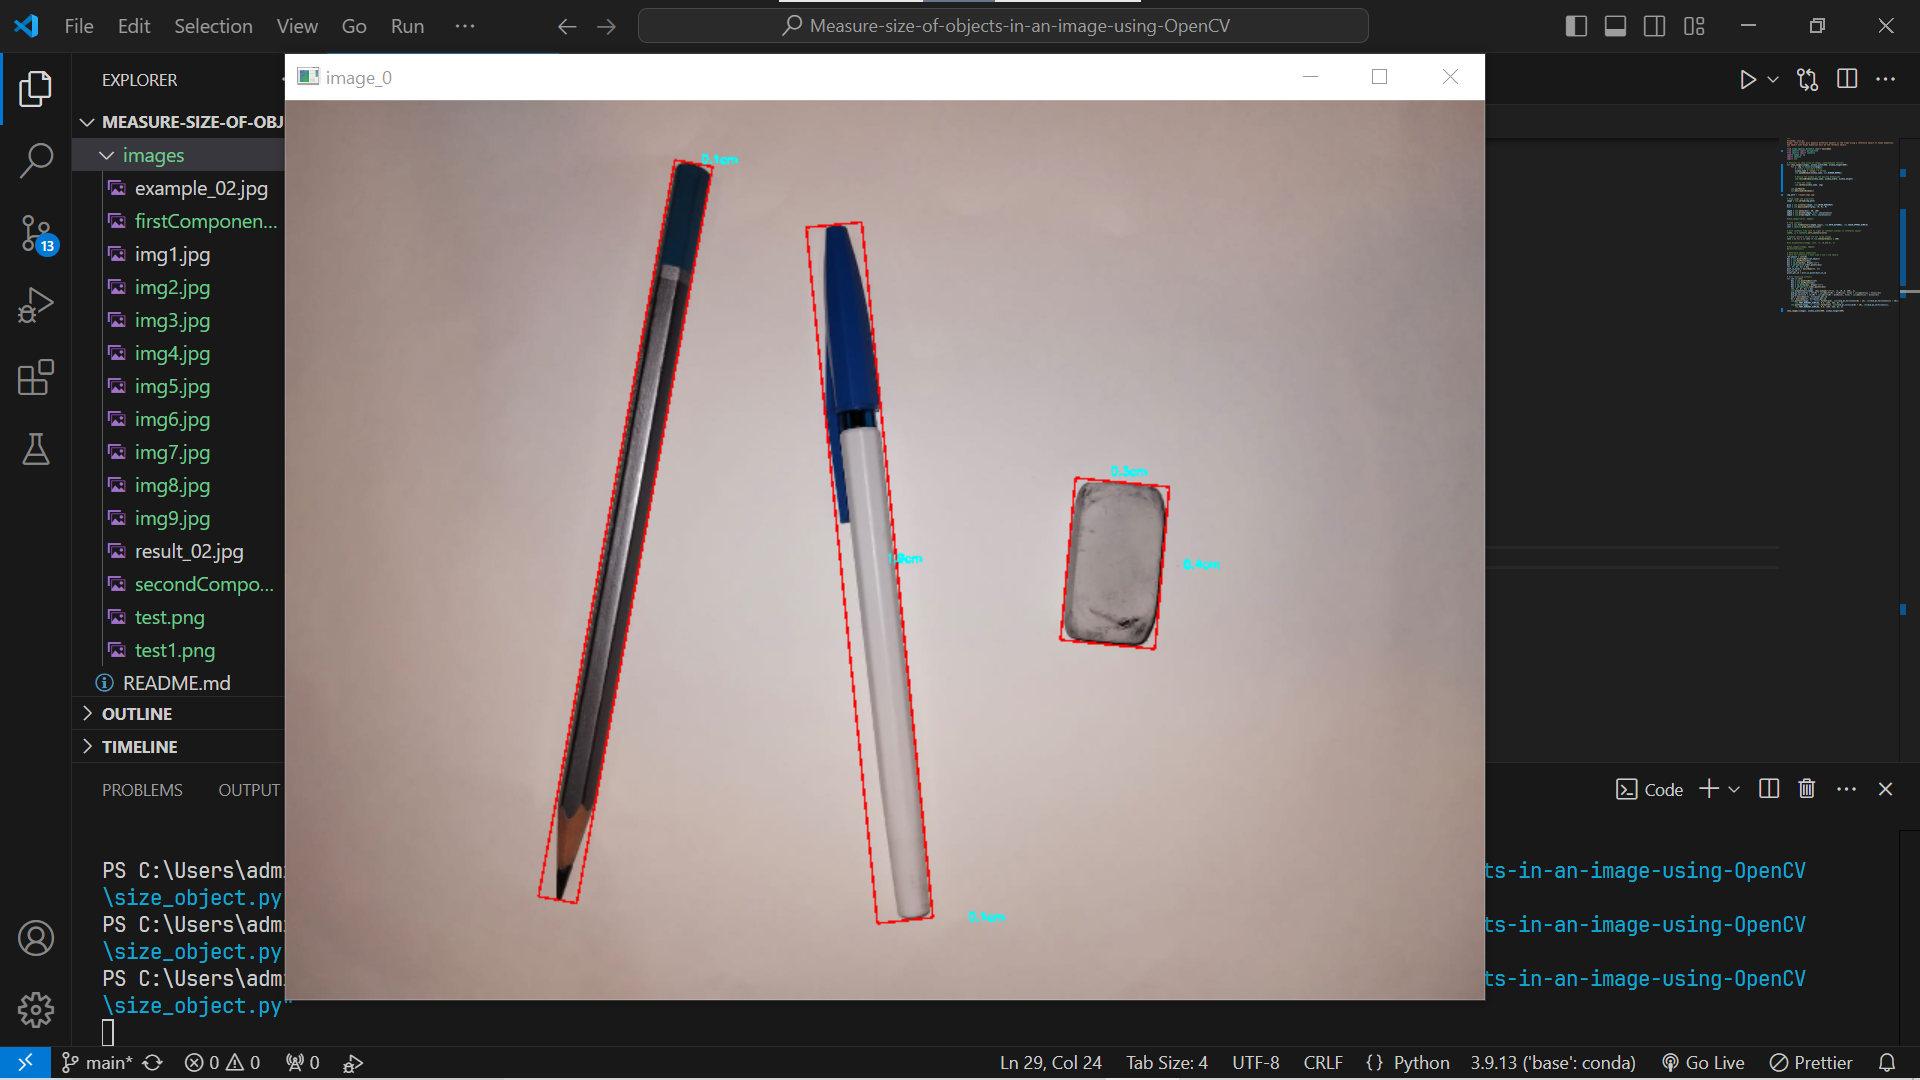 File Edit Selection View Go Run ···
Measure-size-of-objects-in-an-image-using-OpenCV
EXPLORER
image_0
MEASURE-SIZE-OF-OBJ
images
example_02.jpg
firstComponen...
img1.jpg
img2.jpg
img3.jpg
img4.jpg
img5.jpg
img6.jpg
img7.jpg
img8.jpg
img9.jpg
result_02.jpg
secondCompo...
test.png
test1.png
README.md
OUTLINE
TIMELINE
0.1cm
0.3cm
0.4cm
0.1cm
PROBLEMS OUTPUT
Code
PS C:\Users\adm ts-in-an-image-using-OpenCV
\size_object.py
PS C:\Users\adm ts-in-an-image-using-OpenCV
\size_object.py
PS C:\Users\adm ts-in-an-image-using-OpenCV
\size_object.py"
13
main* 0 0 0 Ln 29, Col 24 Tab Size: 4 UTF-8 CRLF {} Python 3.9.13 ('base': conda) Go Live Prettier